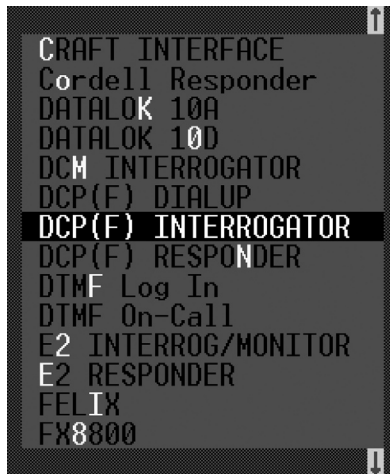 CRAFT INTERFACE
Cordell Responder
DATALOK 10A
DATALOK 10D
DCM INTERROGATOR
DCP(F) DIALUP
DCP(F) INTERROGATOR
DCP(F) RESPONDER
DTMF Log In
DTMF On-Call
E2 INTERROG/MONITOR
E2 RESPONDER
FELIX
FX8800